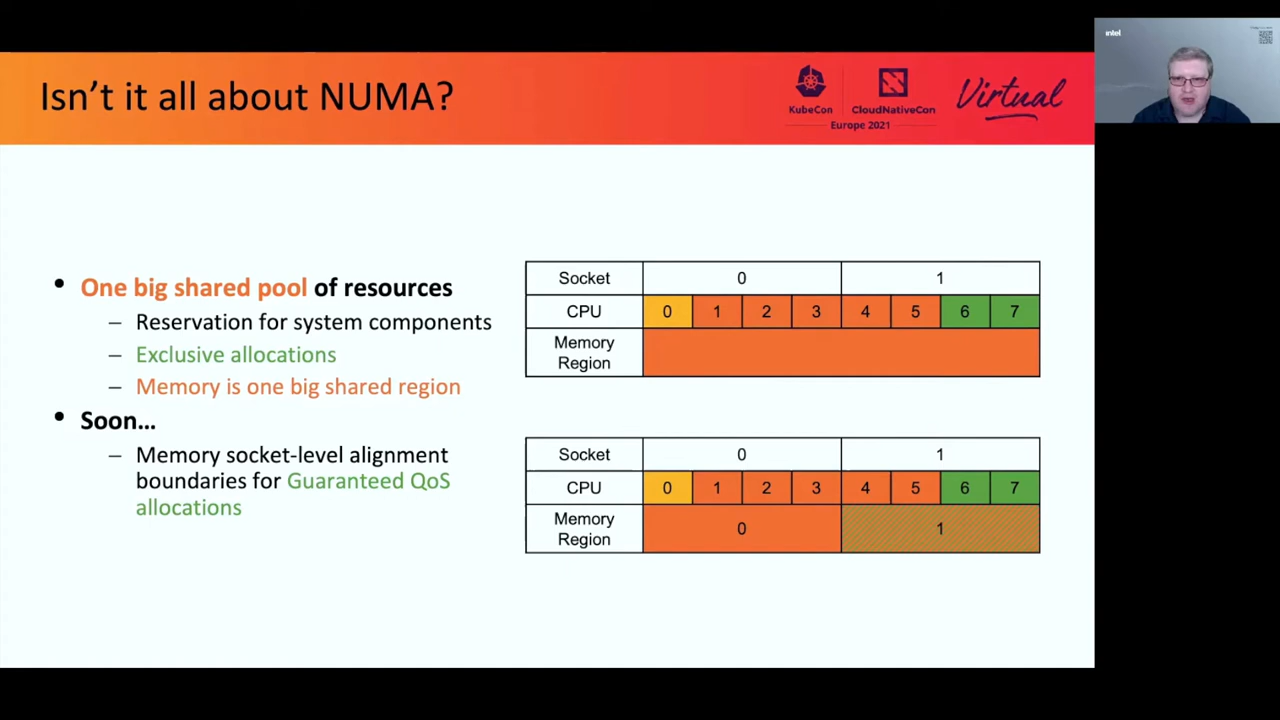 Isn't it all about NUMA?
KubeCon
CloudNativeCon
Europe 2021
Virtual
intel
• One big shared pool of resources
– Reservation for system components
– Exclusive allocations
– Memory is one big shared region
• Soon...
– Memory socket-level alignment
boundaries for Guaranteed QoS
allocations
Socket 0 1
CPU 0 1 2 3 4 5 6 7
Memory
Region
Socket 0 1
CPU 0 1 2 3 4 5 6 7
Memory
Region 0 1